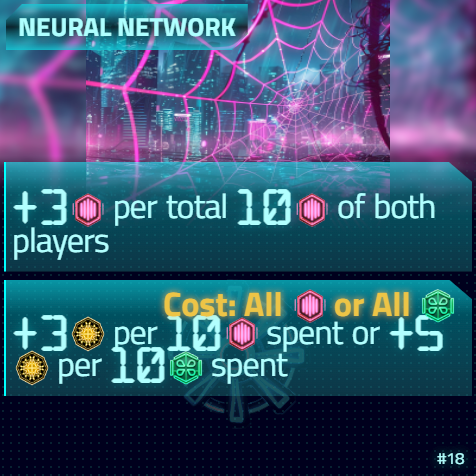 NEURAL NETWORK
+3 per total 10 of both
players
Cost: All or All
+3 per 10 spent or +5
per 10 spent
#18